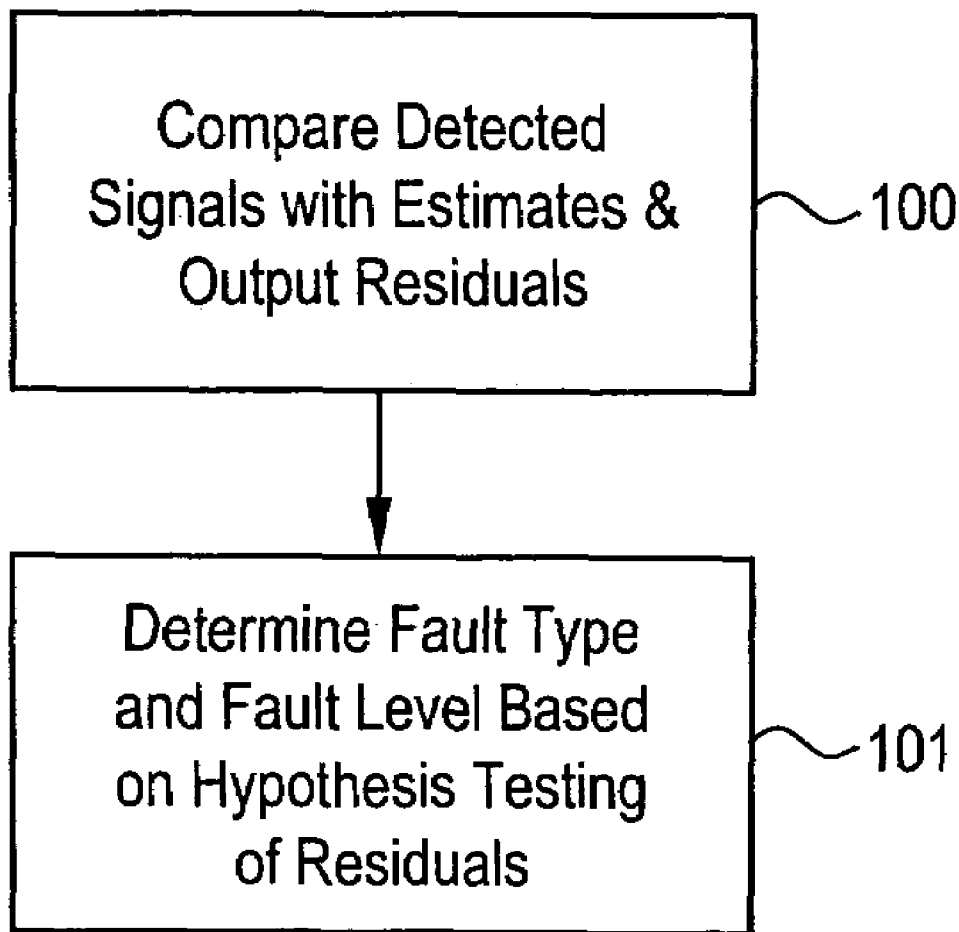 Compare Detected
Signals with Estimates &
Output Residuals
100
Determine Fault Type
and Fault Level Based
on Hypothesis Testing
of Residuals
101